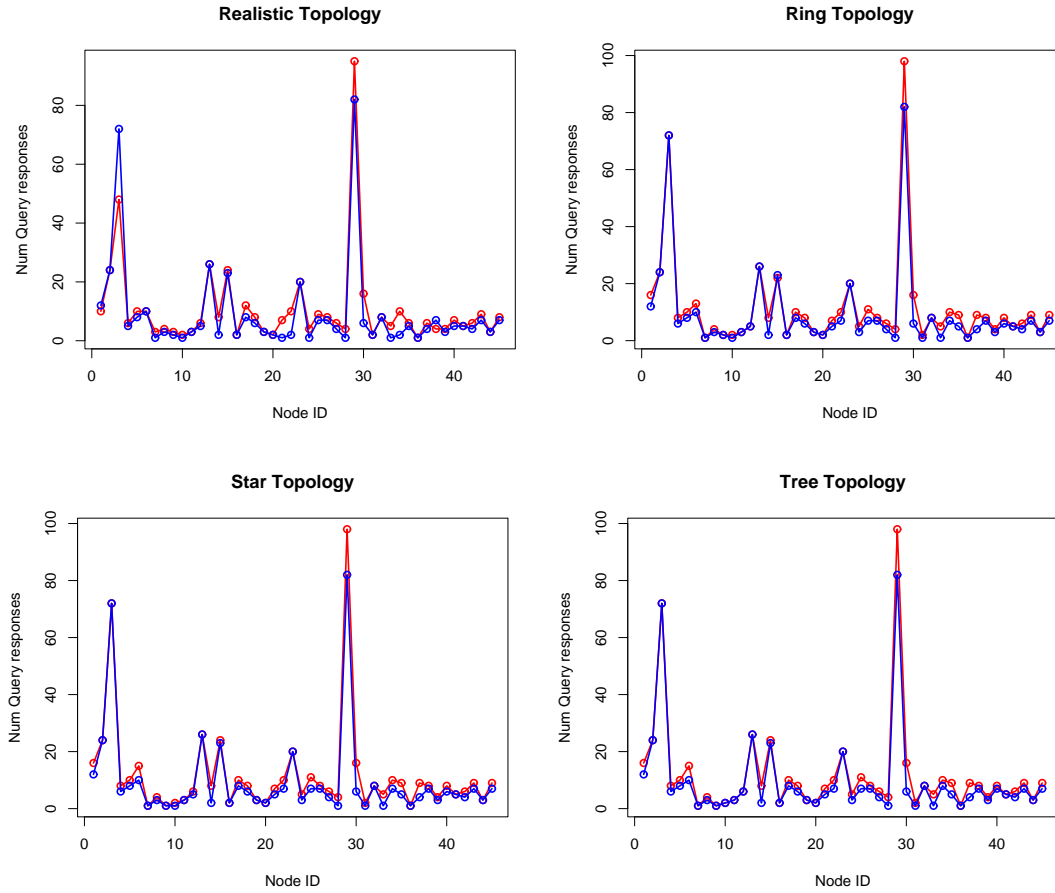 Realistic Topology
Num Query responses
0 20 40 60 80
0 10 20 30 40
Node ID
Ring Topology
Num Query responses
0 20 40 60 80 100
0 10 20 30 40
Node ID
Star Topology
Num Query responses
0 20 40 60 80 100
0 10 20 30 40
Node ID
Tree Topology
Num Query responses
0 20 40 60 80 100
0 10 20 30 40
Node ID